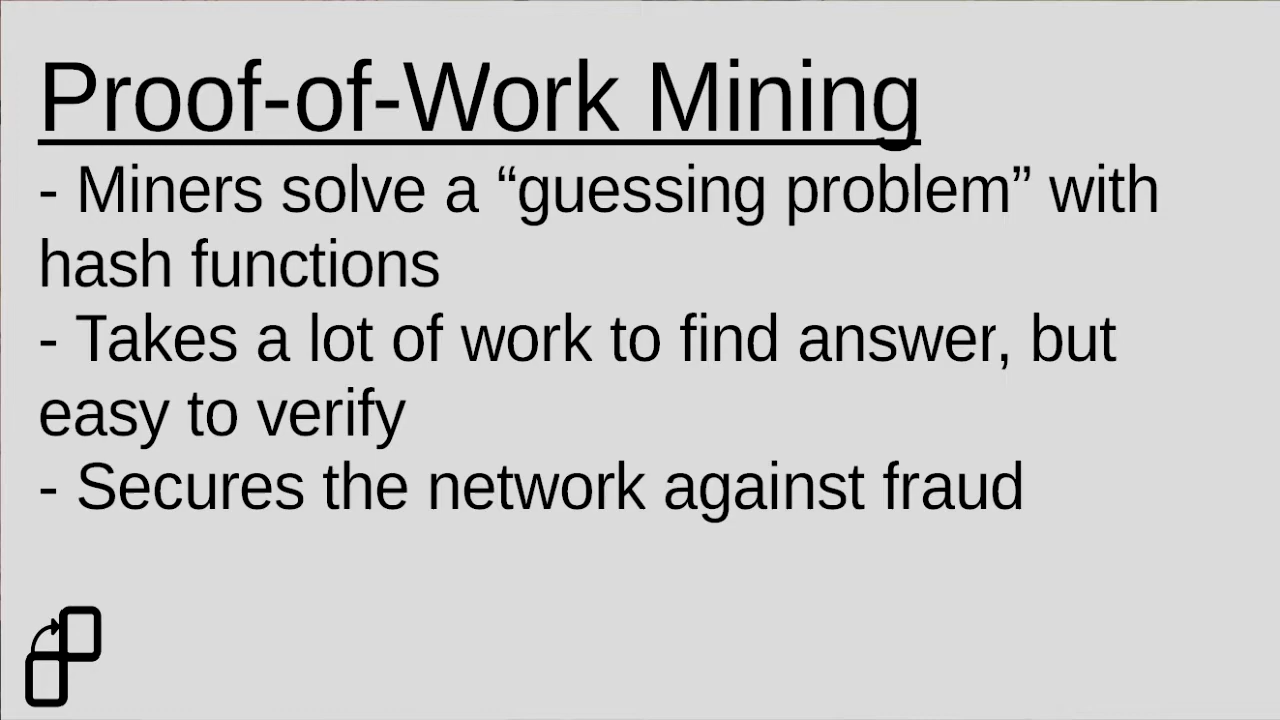 Proof-of-Work Mining
- Miners solve a “guessing problem” with
hash functions
- Takes a lot of work to find answer, but
easy to verify
- Secures the network against fraud